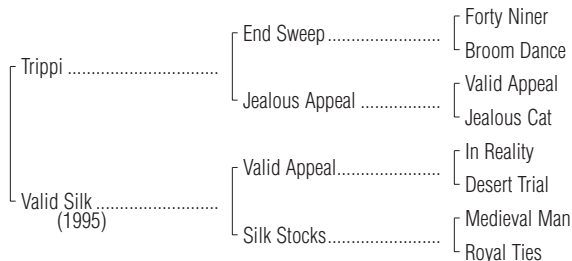 Forty Niner
End Sweep........................
Broom Dance
Trippi ................................
Valid Appeal
Jealous Appeal .................
Jealous Cat
In Reality
Valid Appeal......................
Desert Trial
Valid Silk..........................
(1995)
Medieval Man
Silk Stocks........................
Royal Ties